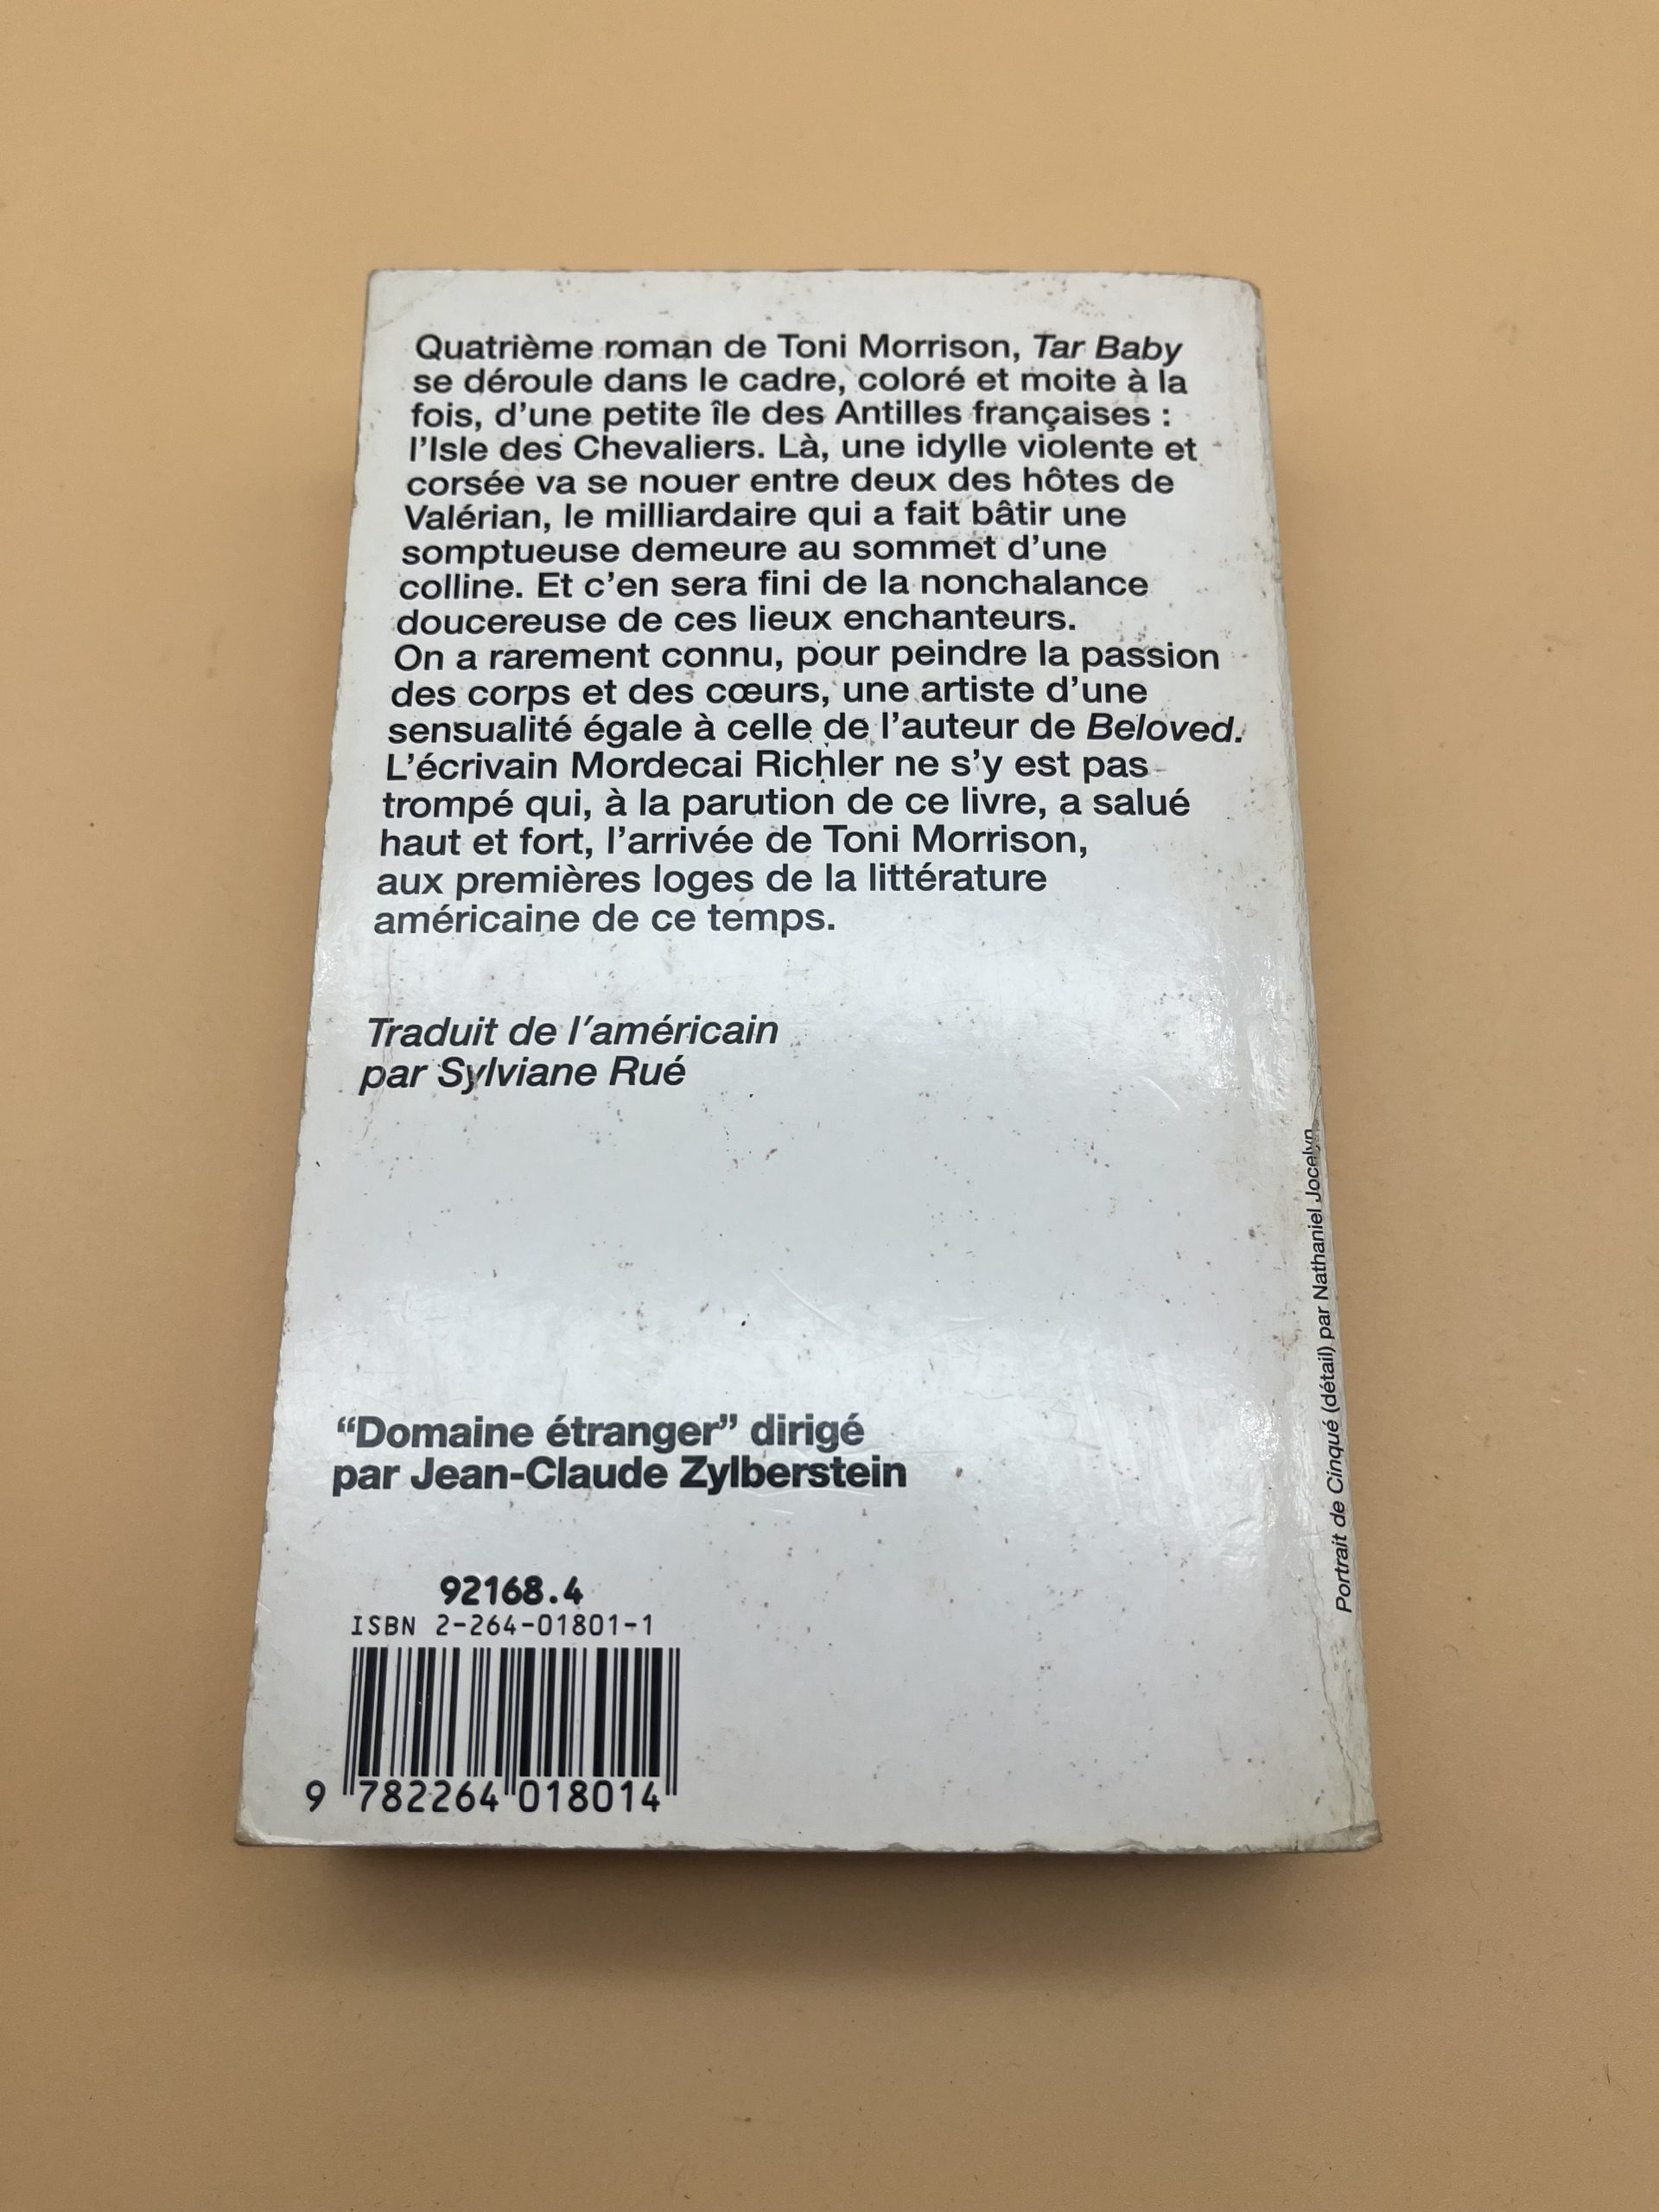 Quatrième roman de Toni Morrison, Tar Baby
se déroule dans le cadre, coloré et moite à la
fois, d'une petite île des Antilles françaises :
l'Isle des Chevaliers. Là, une idylle violente et
corsée va se nouer entre deux des hôtes de
Valérian, le milliardaire qui a fait bâtir une
somptueuse demeure au sommet d'une
colline. Et c'en sera fini de la nonchalance
doucereuse de ces lieux enchanteurs.
On a rarement connu, pour peindre la passion
des corps et des cœurs, une artiste d'une
sensualité égale à celle de l'auteur de Beloved.
L'écrivain Mordecai Richler ne s'y est pas
trompé qui, à la parution de ce livre, a salué
haut et fort, l'arrivée de Toni Morrison,
aux premières loges de la littérature
américaine de ce temps.
Traduit de l'américain
par Sylviane Rué
"Domaine étranger" dirigé
par Jean-Claude Zylberstein
92168.4
ISBN 2-264-01801-1
9 782264 018014
Portrait de Cinqué (détail) par Nathaniel Jocelyn